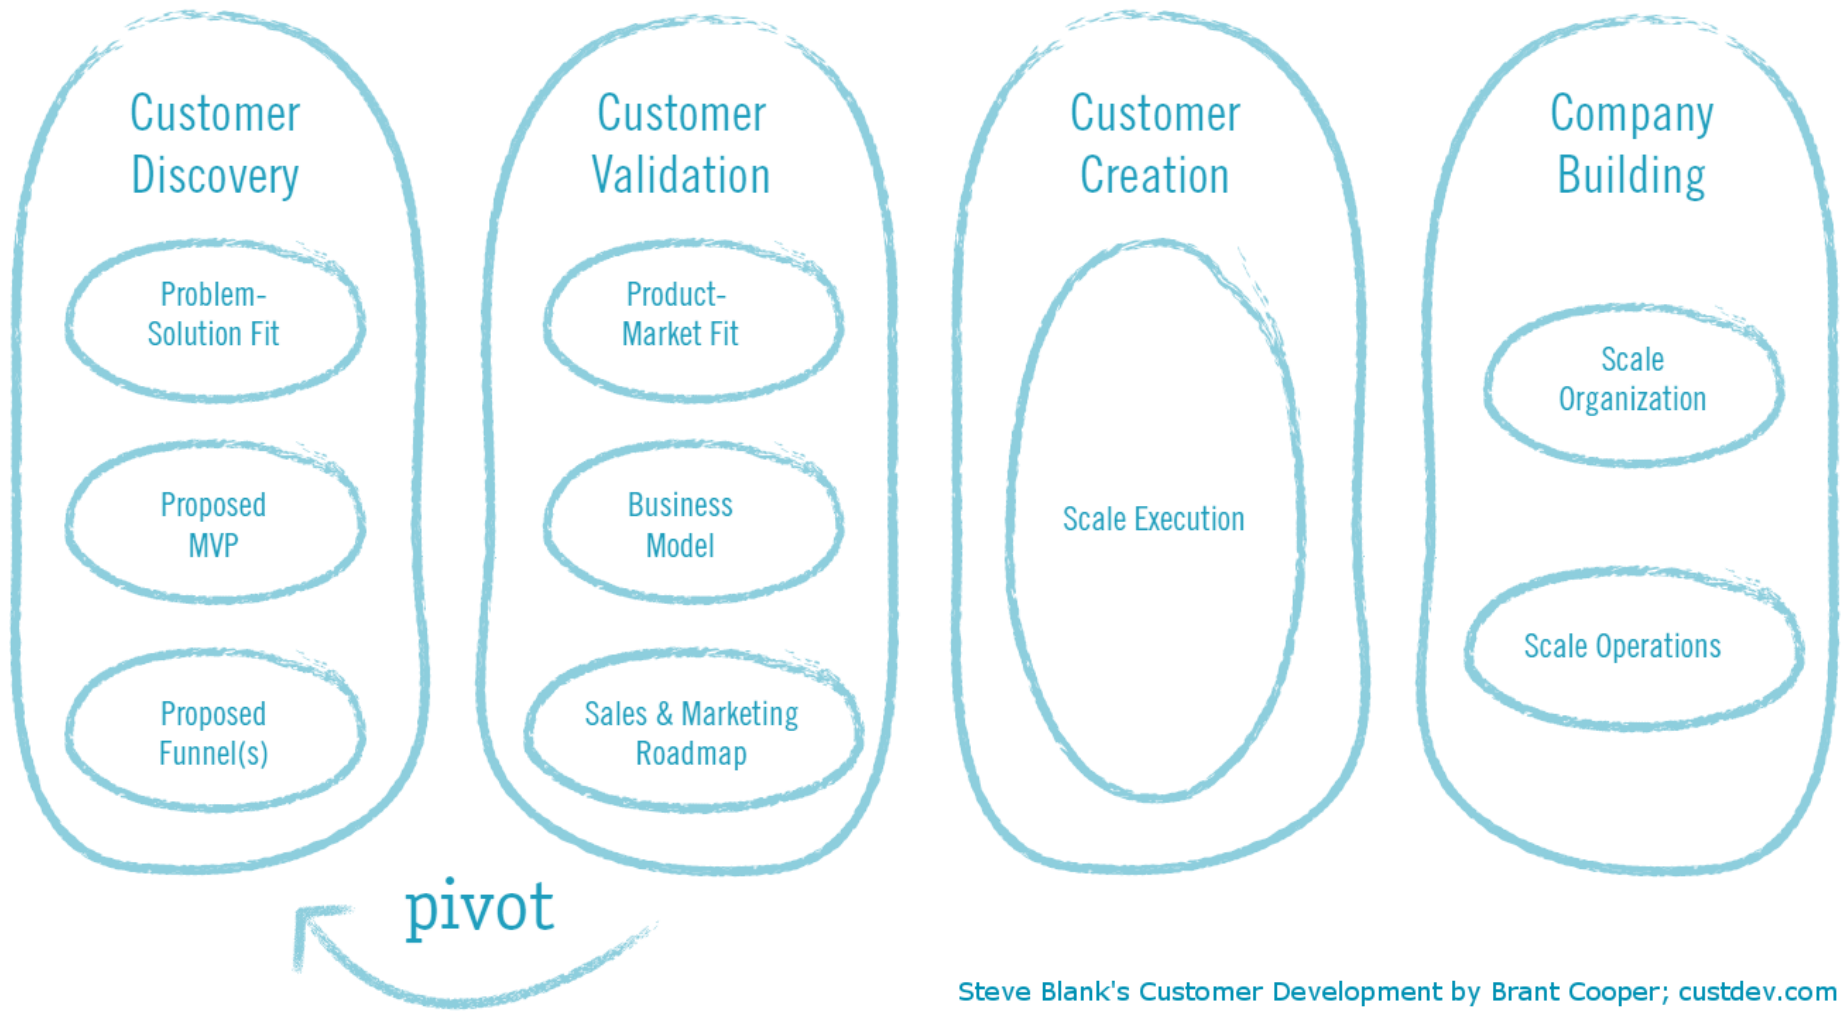 Customer
Discovery
Problem-
Solution Fit
Proposed
MVP
Proposed
Funnel(s)
Customer
Validation
Product-
Market Fit
Business
Model
Sales & Marketing
Roadmap
Customer
Creation
Scale Execution
Company
Building
Scale
Organization
Scale Operations
pivot
Steve Blank's Customer Development by Brant Cooper; custdev.com